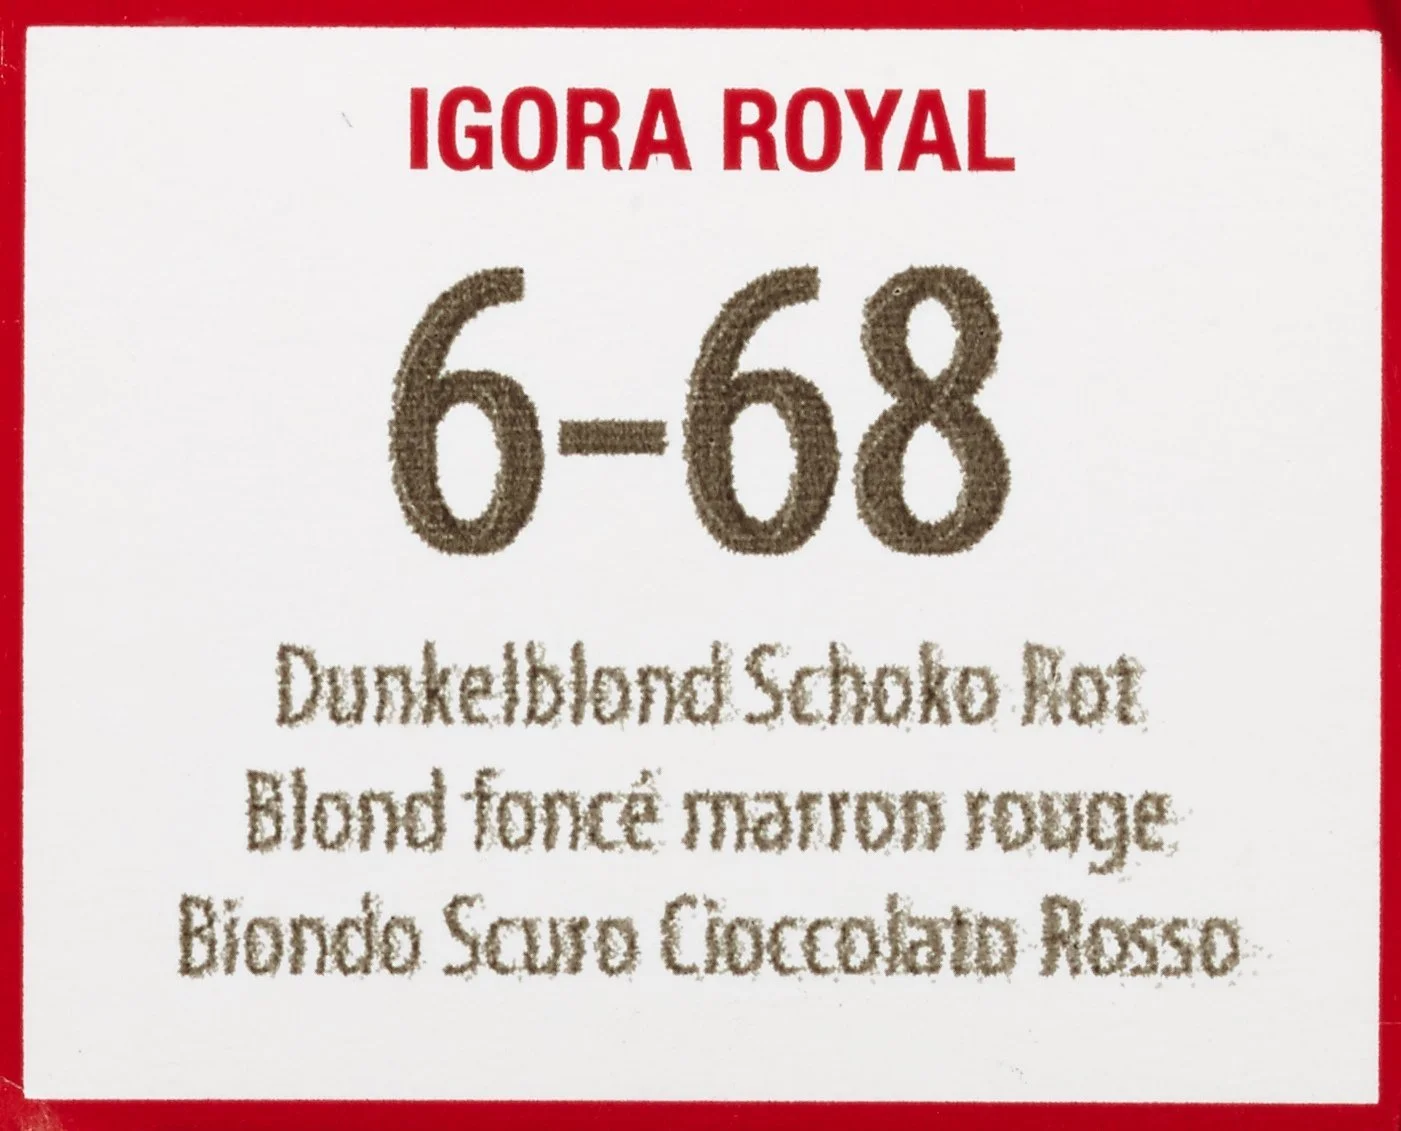 IGORA ROYAL
6-68
Dunkelblond Schoko Rot
Blond foncé marron rouge
Biondo Scuro Cioccolato Rosso